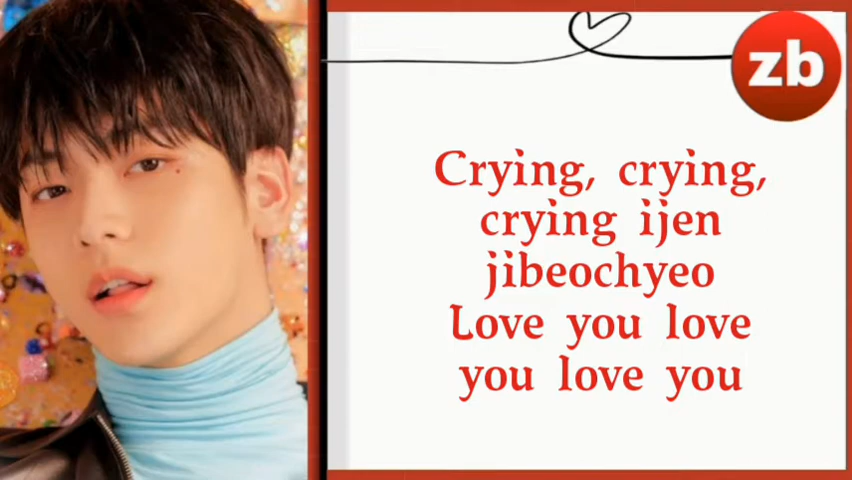 zb
Crying, crying,
crying ijen
jibeochyeo
Love you love
you love you